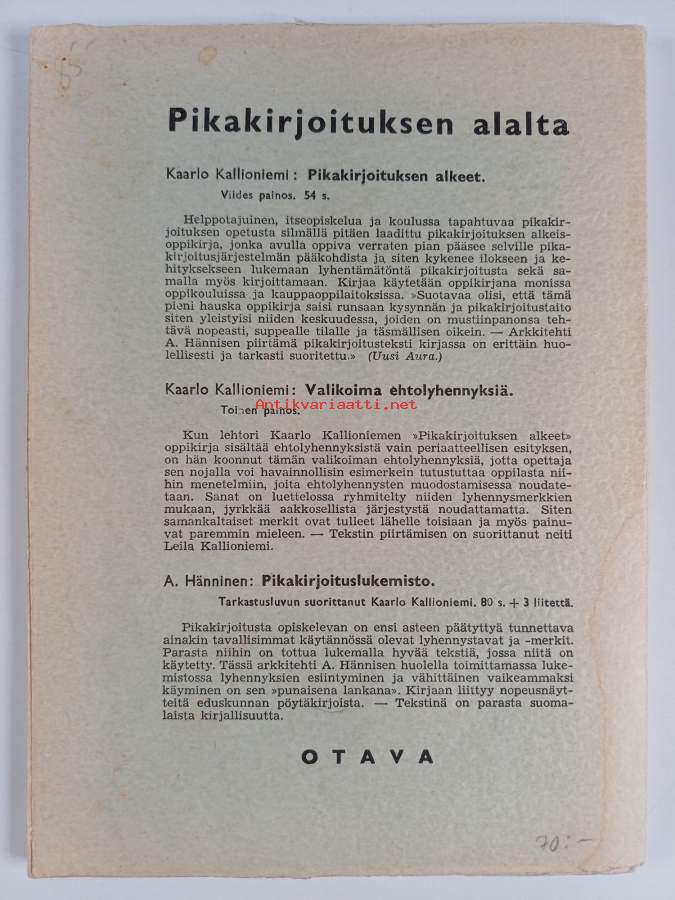 Pikakirjoituksen alalta
Kaarlo Kallioniemi: Pikakirjoituksen alkeet.
Viides painos. 54 s.
Helppotajuinen, itseopiskelua ja koulussa tapahtuvaa pikakir-
joituksen opetusta silmällä pitäen laadittu pikakirjoituksen alkeis-
oppikirja, jonka avulla oppiva verraten pian pääsee selville pika-
kirjoitusjärjestelmän pääkohdista ja siten kykenee ilokseen ja ke-
hitykseksekseen lukemaan lyhentämätöntä pikakirjoitusta sekä sa-
malla myös kirjoittamaan. Kirjaa käytetään oppikirjana monissa
oppikouluissa ja kauppaoppilaitoksissa. »Suotavaa olisi, että tämä
pieni hauska oppikirja saisi runsaan kysynnän ja pikakirjoitustaito
siten yleistyisi niiden keskuudessa, joiden on mustiinpanonsa teh-
tävä nopeasti, suppealle tilalle ja täsmällisen oikein. — Arkkitehti
A. Hännisen piirtämä pikakirjoitusteksti kirjassa on erittäin huo-
lellisesti ja tarkasti suoritettu.» (Uusi Aura.)
Kaarlo Kallioniemi: Valikoima ehtolyhennyksiä.
Antikvariaatti.net
Toinen painos.
Kun lehtori Kaarlo Kallioniemen »Pikakirjoituksen alkeet»
oppikirja sisältää ehtolyhennyksistä vain periaatteellisen esityksen,
on hän koonnut tämän valikoiman ehtolyhennyksiä, jotta opettaja
sen nojalla voi havainnollisin esimerkein tutustuttaa oppilasta nii-
hin menetelmiin, joita ehtolyhennysten muodostamisessa noudate-
taan. Sanat on luettelossa ryhmitelty niiden lyhennysmerkkien
mukaan, jyrkkää aakkosellista järjestystä noudattamatta. Siten
samankaltaiset merkit ovat tulleet lähelle toisiaan ja myös painu-
vat paremmin mieleen. — Tekstin piirtämisen on suorittanut neiti
Leila Kallioniemi.
A. Hänninen: Pikakirjoituslukemisto.
Tarkastusluvun suorittanut Kaarlo Kallioniemi. 80 s. + 3 liitettä.
Pikakirjoitusta opiskelevan on ensi asteen päätyttyä tunnettava
ainakin tavallisimmat käytännössä olevat lyhennystavat ja -merkit.
Parasta niihin on tottua lukemalla hyvää tekstiä, jossa niitä on
käytetty. Tässä arkkitehti A. Hännisen huolella toimittamassa luke-
mistossa lyhennyksien esiintyminen ja vähittäinen vaikeammaksi
käyminen on sen »punaisena lankana». Kirjaan liittyy nopeusnäyt-
teitä eduskunnan pöytäkirjoista. — Tekstinä on parasta suoma-
laista kirjallisuutta.
OTAVA
70:-